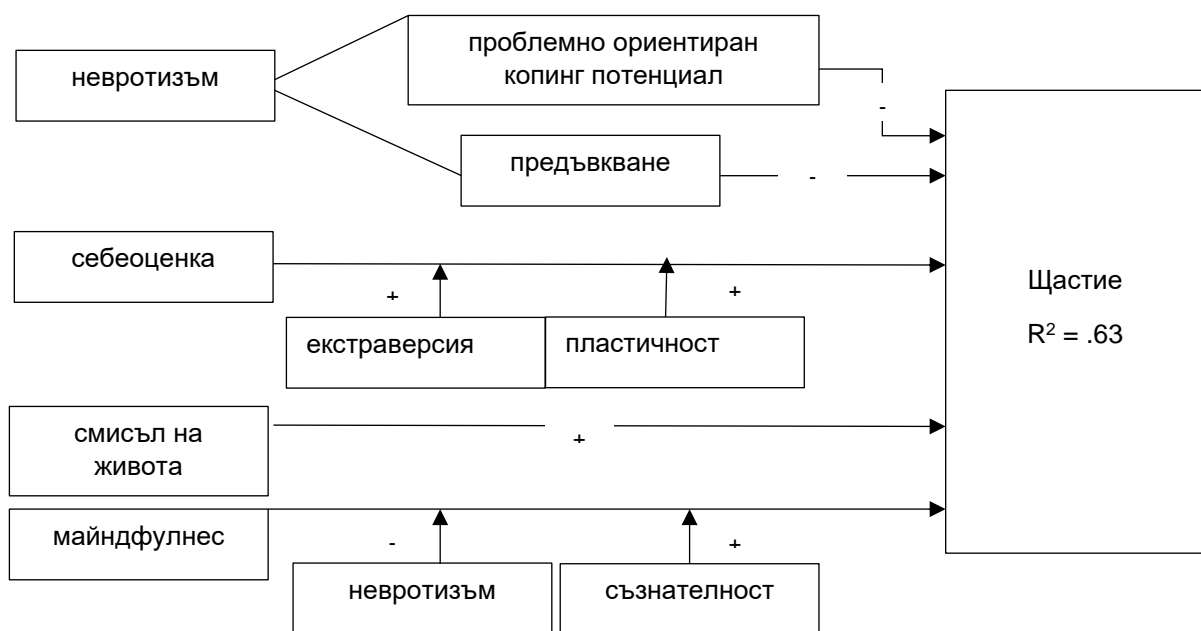 проблемно ориентиран
копинг потенциал
невротизъм
-
предъвкване
-
себеоценка
+
+
екстраверсия
пластичност
Щастие
R² = .63
смисъл на
живота
+
майндфулнес
-
+
невротизъм
съзнателност